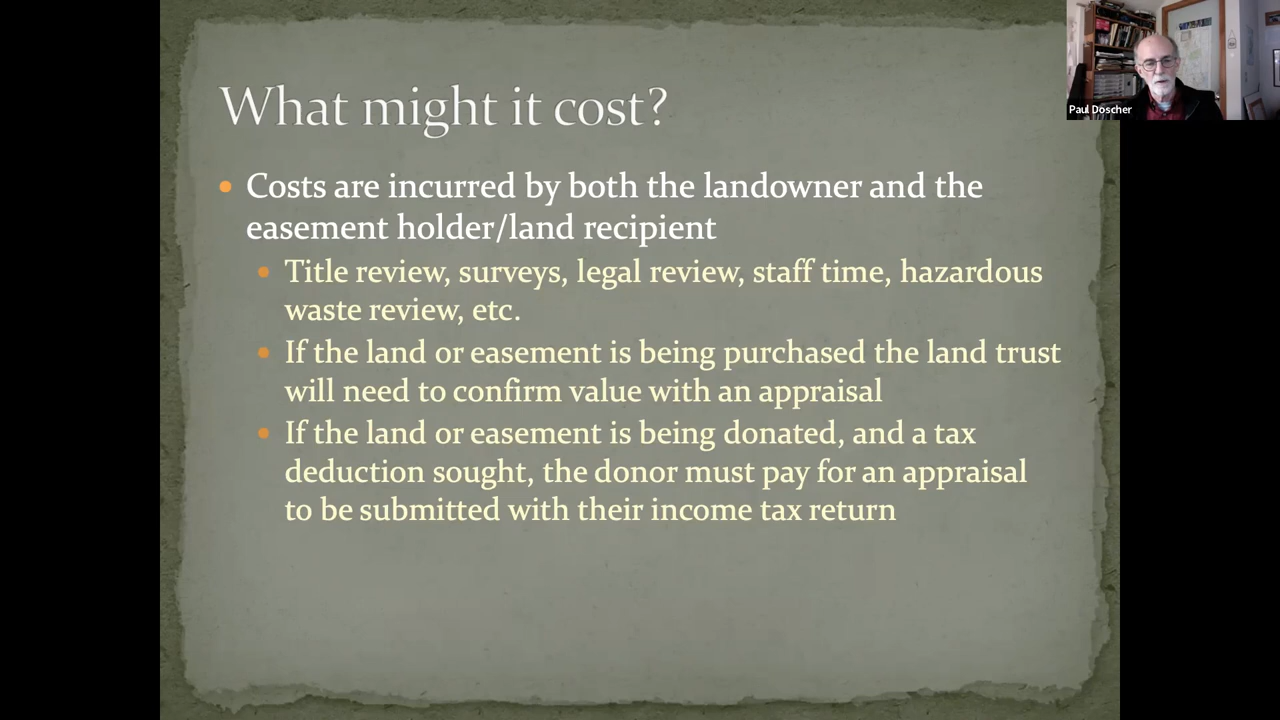 What might it cost?
Paul Doscher
• Costs are incurred by both the landowner and the
easement holder/land recipient
• Title review, surveys, legal review, staff time, hazardous
waste review, etc.
• If the land or easement is being purchased the land trust
will need to confirm value with an appraisal
• If the land or easement is being donated, and a tax
deduction sought, the donor must pay for an appraisal
to be submitted with their income tax return